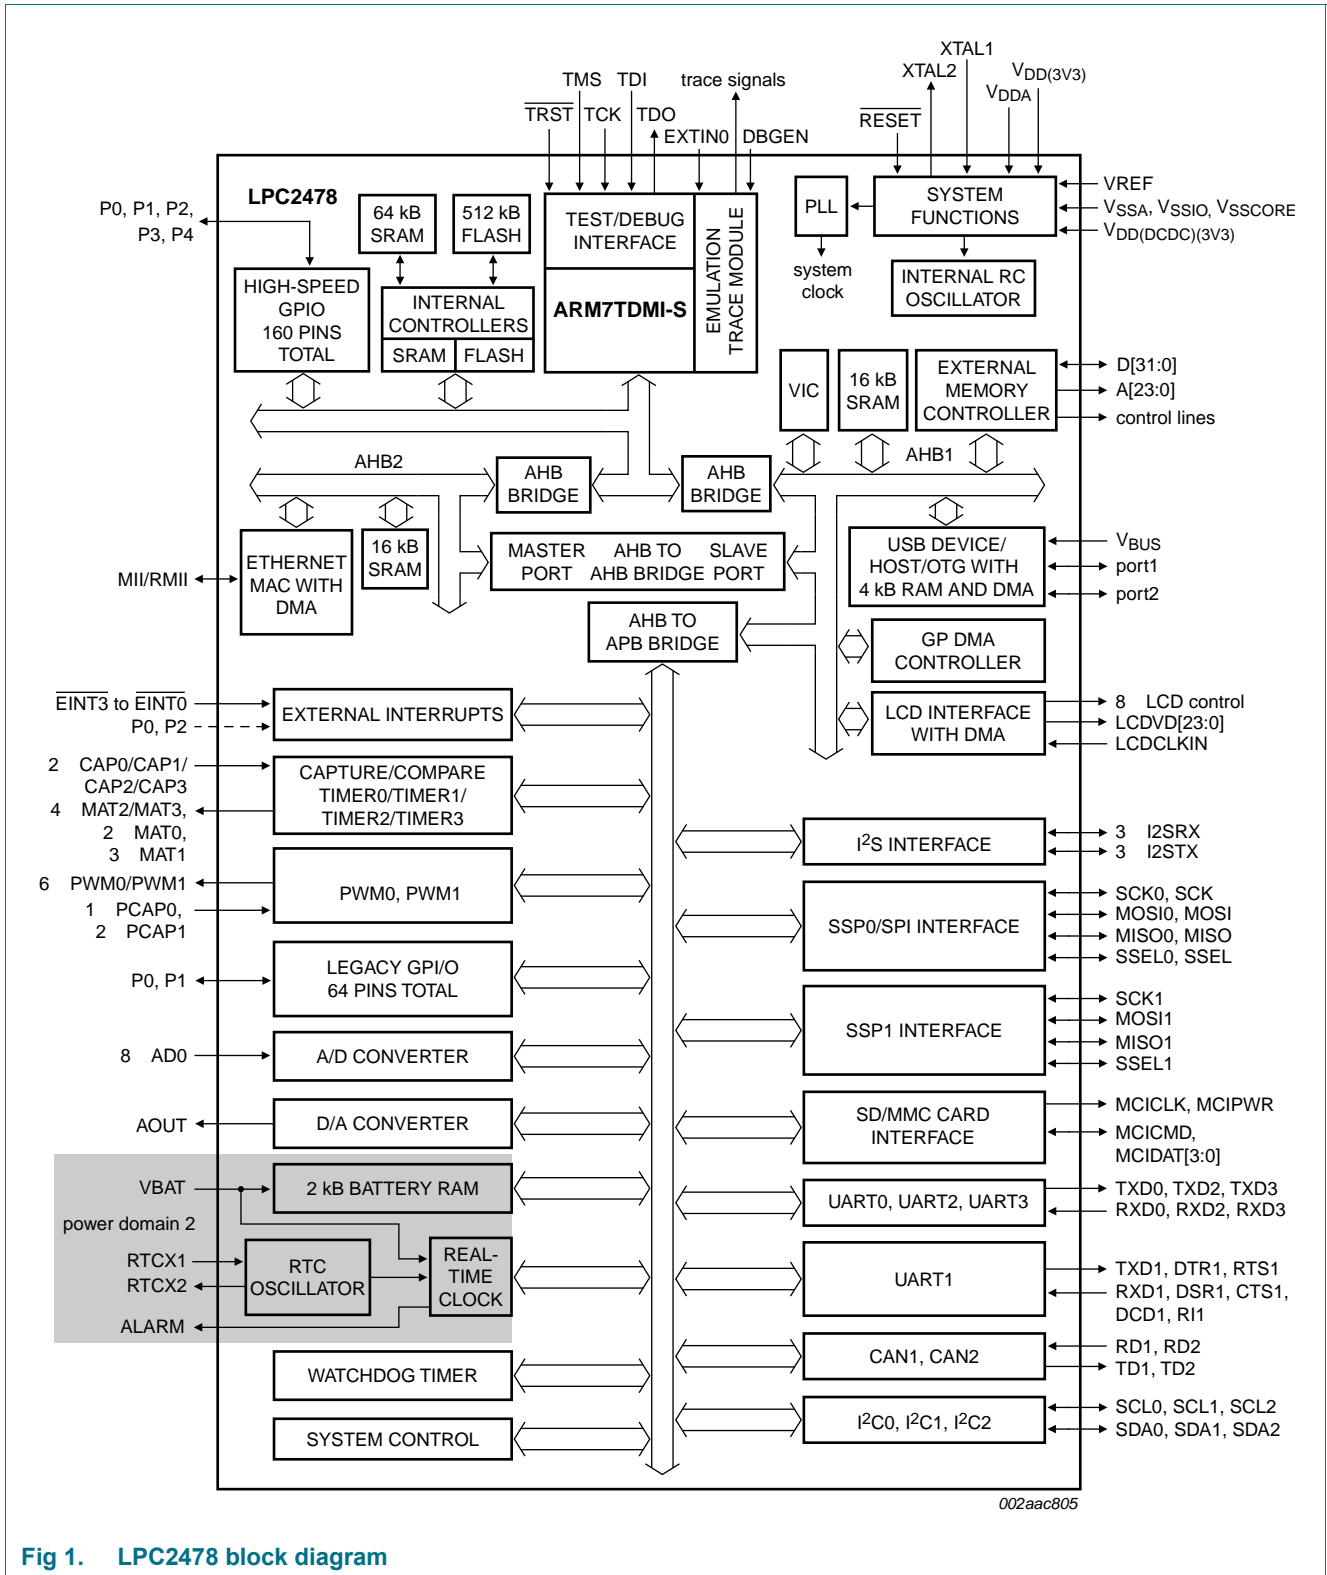 XTAL1
XTAL2
VDD(3V3)
VDDA
TMS TDI trace signals
TRST TCK TDO
EXTIN0 DBGEN
RESET
LPC2478
P0, P1, P2,
P3, P4
64 kB
SRAM
512 kB
FLASH
TEST/DEBUG
INTERFACE
EMULATION
TRACE MODULE
PLL
SYSTEM
FUNCTIONS
VREF
VSSA, VSSIO, VSSCORE
VDD(DCDC)(3V3)
system
clock
INTERNAL RC
OSCILLATOR
HIGH-SPEED
GPIO
160 PINS
TOTAL
INTERNAL
CONTROLLERS
SRAM FLASH
ARM7TDMI-S
VIC
16 kB
SRAM
EXTERNAL
MEMORY
CONTROLLER
D[31:0]
A[23:0]
control lines
AHB2
AHB
BRIDGE
AHB
BRIDGE
AHB1
ETHERNET
MAC WITH
DMA
MII/RMII
16 kB
SRAM
MASTER
PORT
AHB TO
AHB BRIDGE
SLAVE
PORT
USB DEVICE/
HOST/OTG WITH
4 kB RAM AND DMA
VBUS
port1
port2
AHB TO
APB BRIDGE
GP DMA
CONTROLLER
LCD INTERFACE
WITH DMA
8 LCD control
LCDVD[23:0]
LCDCLKIN
EINT3 to EINT0
P0, P2
EXTERNAL INTERRUPTS
2 CAP0/CAP1/
CAP2/CAP3
4 MAT2/MAT3,
2 MAT0,
3 MAT1
CAPTURE/COMPARE
TIMER0/TIMER1/
TIMER2/TIMER3
6 PWM0/PWM1
1 PCAP0,
2 PCAP1
PWM0, PWM1
P0, P1
LEGACY GPI/O
64 PINS TOTAL
8 AD0
A/D CONVERTER
AOUT
D/A CONVERTER
VBAT
2 kB BATTERY RAM
power domain 2
RTCX1
RTCX2
RTC
OSCILLATOR
REAL-
TIME
CLOCK
ALARM
WATCHDOG TIMER
SYSTEM CONTROL
I2S INTERFACE
3 I2SRX
3 I2STX
SSP0/SPI INTERFACE
SCK0, SCK
MOSI0, MOSI
MISO0, MISO
SSEL0, SSEL
SSP1 INTERFACE
SCK1
MOSI1
MISO1
SSEL1
SD/MMC CARD
INTERFACE
MCICLK, MCIPWR
MCICMD,
MCIDAT[3:0]
UART0, UART2, UART3
TXD0, TXD2, TXD3
RXD0, RXD2, RXD3
UART1
TXD1, DTR1, RTS1
RXD1, DSR1, CTS1,
DCD1, RI1
CAN1, CAN2
RD1, RD2
TD1, TD2
I2C0, I2C1, I2C2
SCL0, SCL1, SCL2
SDA0, SDA1, SDA2
002aac805
Fig 1. LPC2478 block diagram